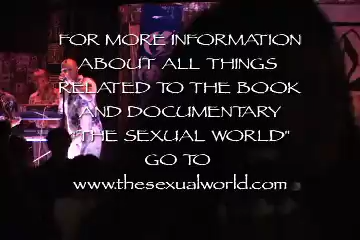 FOR MORE INFORMATION
ABOUT ALL THINGS
RELATED TO THE BOOK
AND DOCUMENTARY
"THE SEXUAL WORLD"
GO TO
www.thesexualworld.com